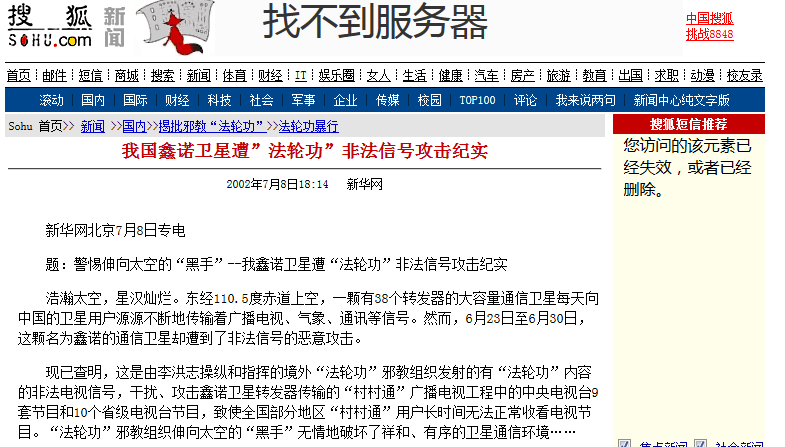 搜狐 新闻
SOHU.com
找不到服务器
中国搜狐
挑战8848
首页 邮件 短信 商城 搜索 新闻 体育 财经 IT 娱乐圈 女人 生活 健康 汽车 房产 旅游 教育 出国 求职 动漫 校友录
滚动 国内 国际 财经 科技 社会 军事 企业 传媒 校园 TOP100 评论 我来说两句 新闻中心纯文字版
Sohu 首页>> 新闻 >>国内>>揭批邪教“法轮功”>>法轮功暴行
搜狐短信推荐
我国鑫诺卫星遭”法轮功”非法信号攻击纪实
您访问的该元素已
经失效，或者已经
删除。
2002年7月8日18:14 新华网
新华网北京7月8日专电
题：警惕伸向太空的“黑手”--我鑫诺卫星遭“法轮功”非法信号攻击纪实
浩瀚太空，星汉灿烂。东经110.5度赤道上空，一颗有38个转发器的大容量通信卫星每天向
中国的卫星用户源源不断地传输着广播电视、气象、通讯等信号。然而，6月23日至6月30日，
这颗名为鑫诺的通信卫星却遭到了非法信号的恶意攻击。
现已查明，这是由李洪志操纵和指挥的境外“法轮功”邪教组织发射的有“法轮功”内容
的非法电视信号，干扰、攻击鑫诺卫星转发器传输的“村村通”广播电视工程中的中央电视台9
套节目和10个省级电视台节目，致使全国部分地区“村村通”用户长时间无法正常收看电视节
目。“法轮功”邪教组织伸向太空的“黑手”无情地破坏了祥和、有序的卫星通信环境……